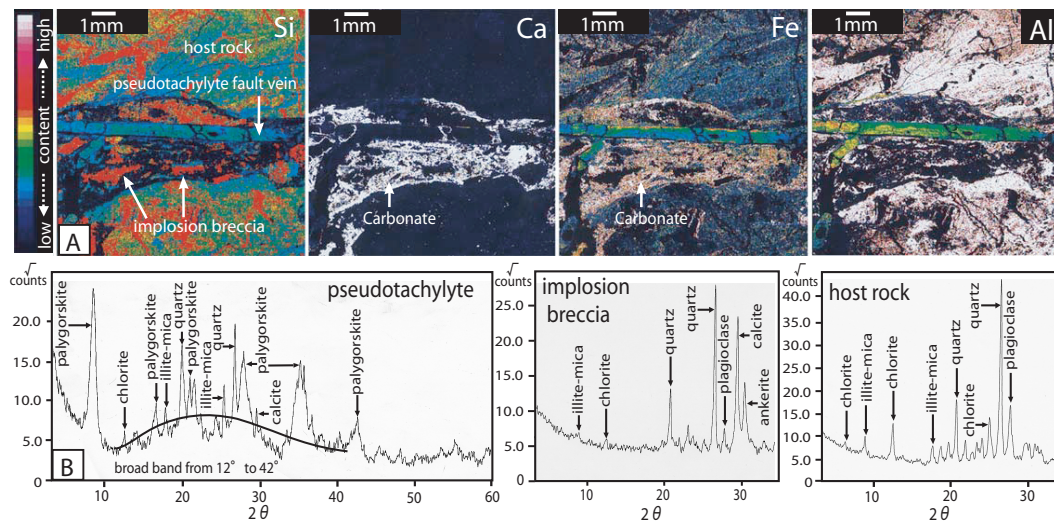 1mm Si
1mm Ca
1mm Fe
1mm Al
high
content
low
host rock
pseudotachylyte fault vein
implosion breccia
A
Carbonate
Carbonate
√
counts
20.0
15.0
10.0
5.0
0.0
pseudotachylyte
palygorskite
chlorite
palygorskite
illite-mica
quartz
palygorskite
illite-mica
quartz
palygorskite
calcite
palygorskite
broad band from 12° to 42°
B
10 20 30 40 50 60
2 θ
√
counts
25.0
20.0
15.0
10.0
5.0
0.0
implosion
breccia
illite-mica
chlorite
quartz
quartz
plagioclase
calcite
ankerite
10 20 30
2 θ
√
counts
40.0
30.0
20.0
15.0
10.0
5.0
0.0
host rock
chlorite
illite-mica
chlorite
illite-mica
quartz
chlorite
quartz
plagioclase
10 20 30
2 θ